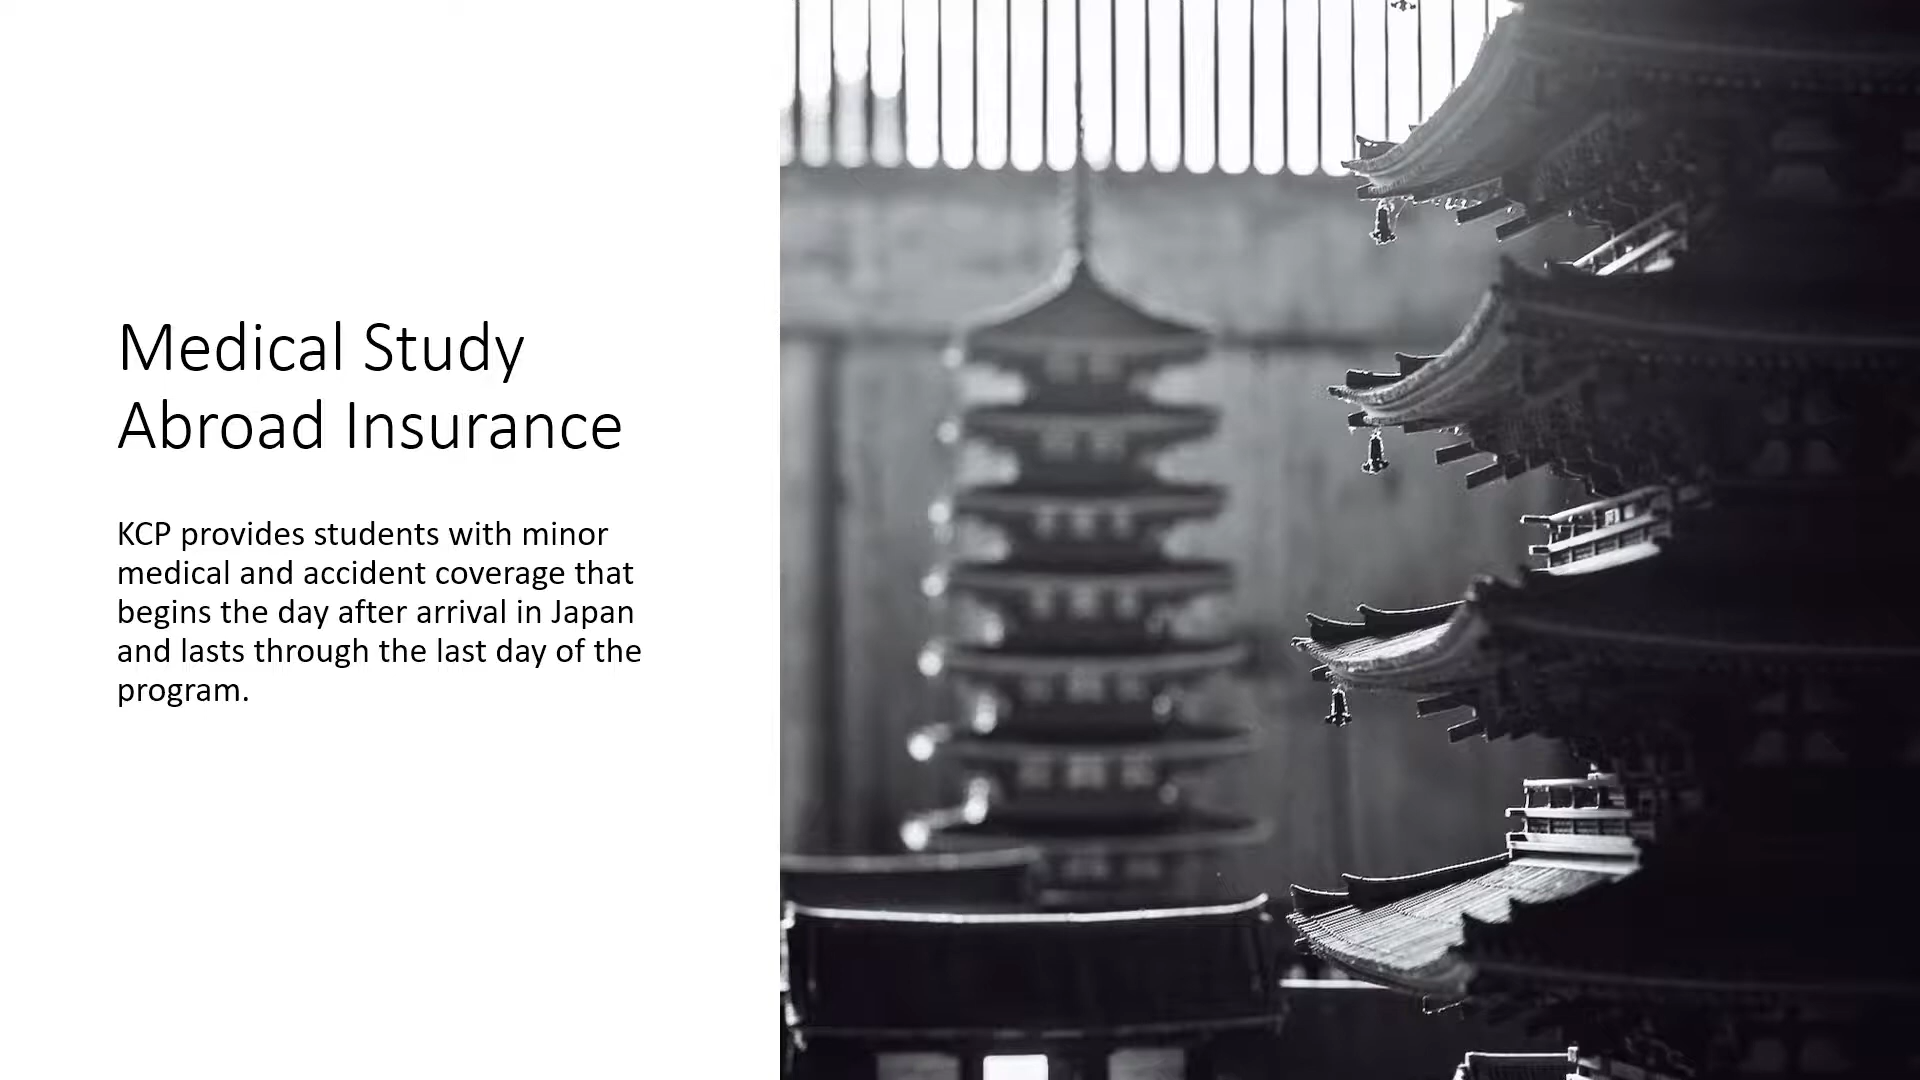 Medical Study
Abroad Insurance
KCP provides students with minor
medical and accident coverage that
begins the day after arrival in Japan
and lasts through the last day of the
program.